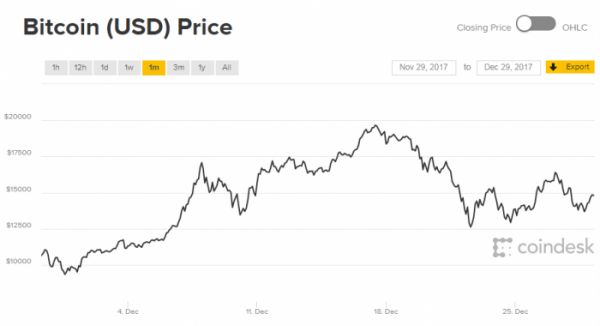 Bitcoin (USD) Price
Closing Price OHLC
1h 12h 1d 1w 1m 3m 1y All
Nov 29, 2017 to Dec 29, 2017 Export
$20000
$17500
$15000
$12500
$10000
coindesk
4. Dec 11. Dec 18. Dec 25. Dec